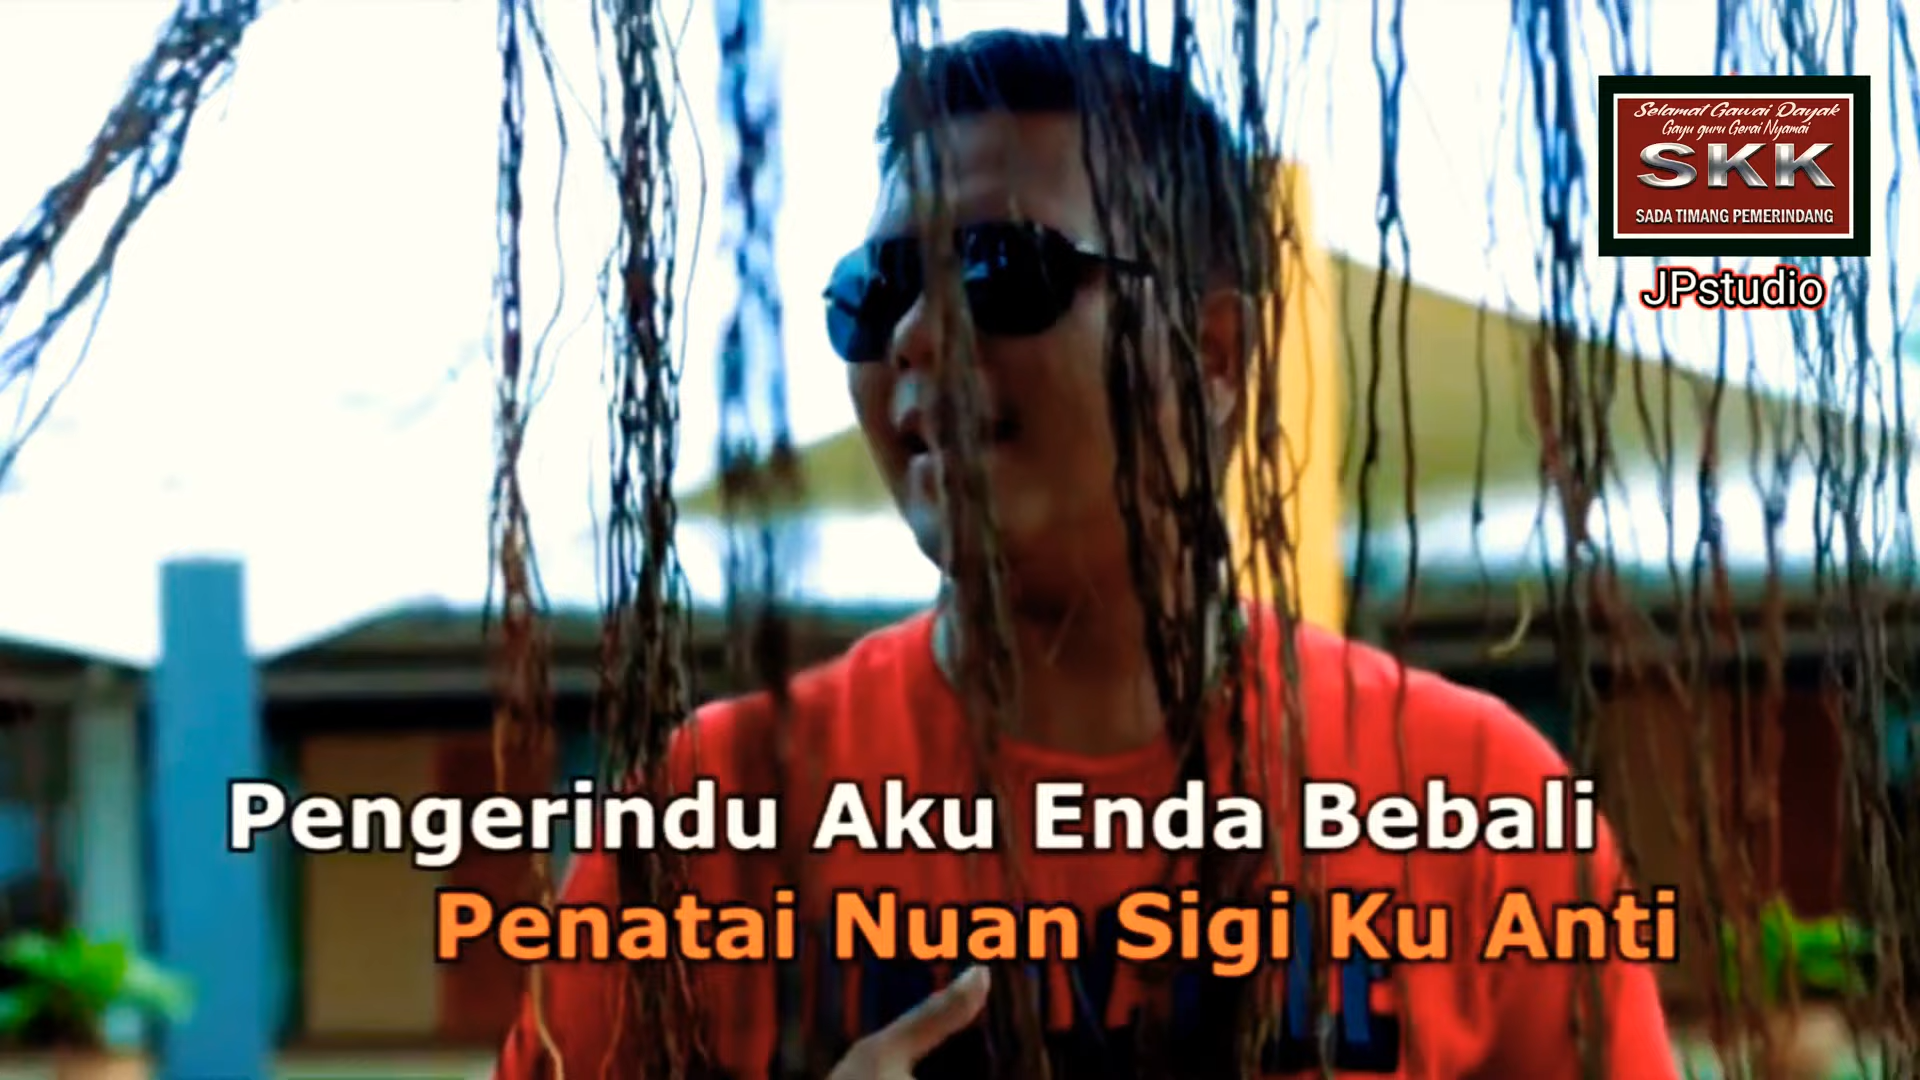 Selamat Gawai Dayak
Gayu guru Gerai Nyamai
SKK
SADA TIMANG PEMERINDANG
JPstudio
Pengerindu Aku Enda Bebali
Penatai Nuan Sigi Ku Anti